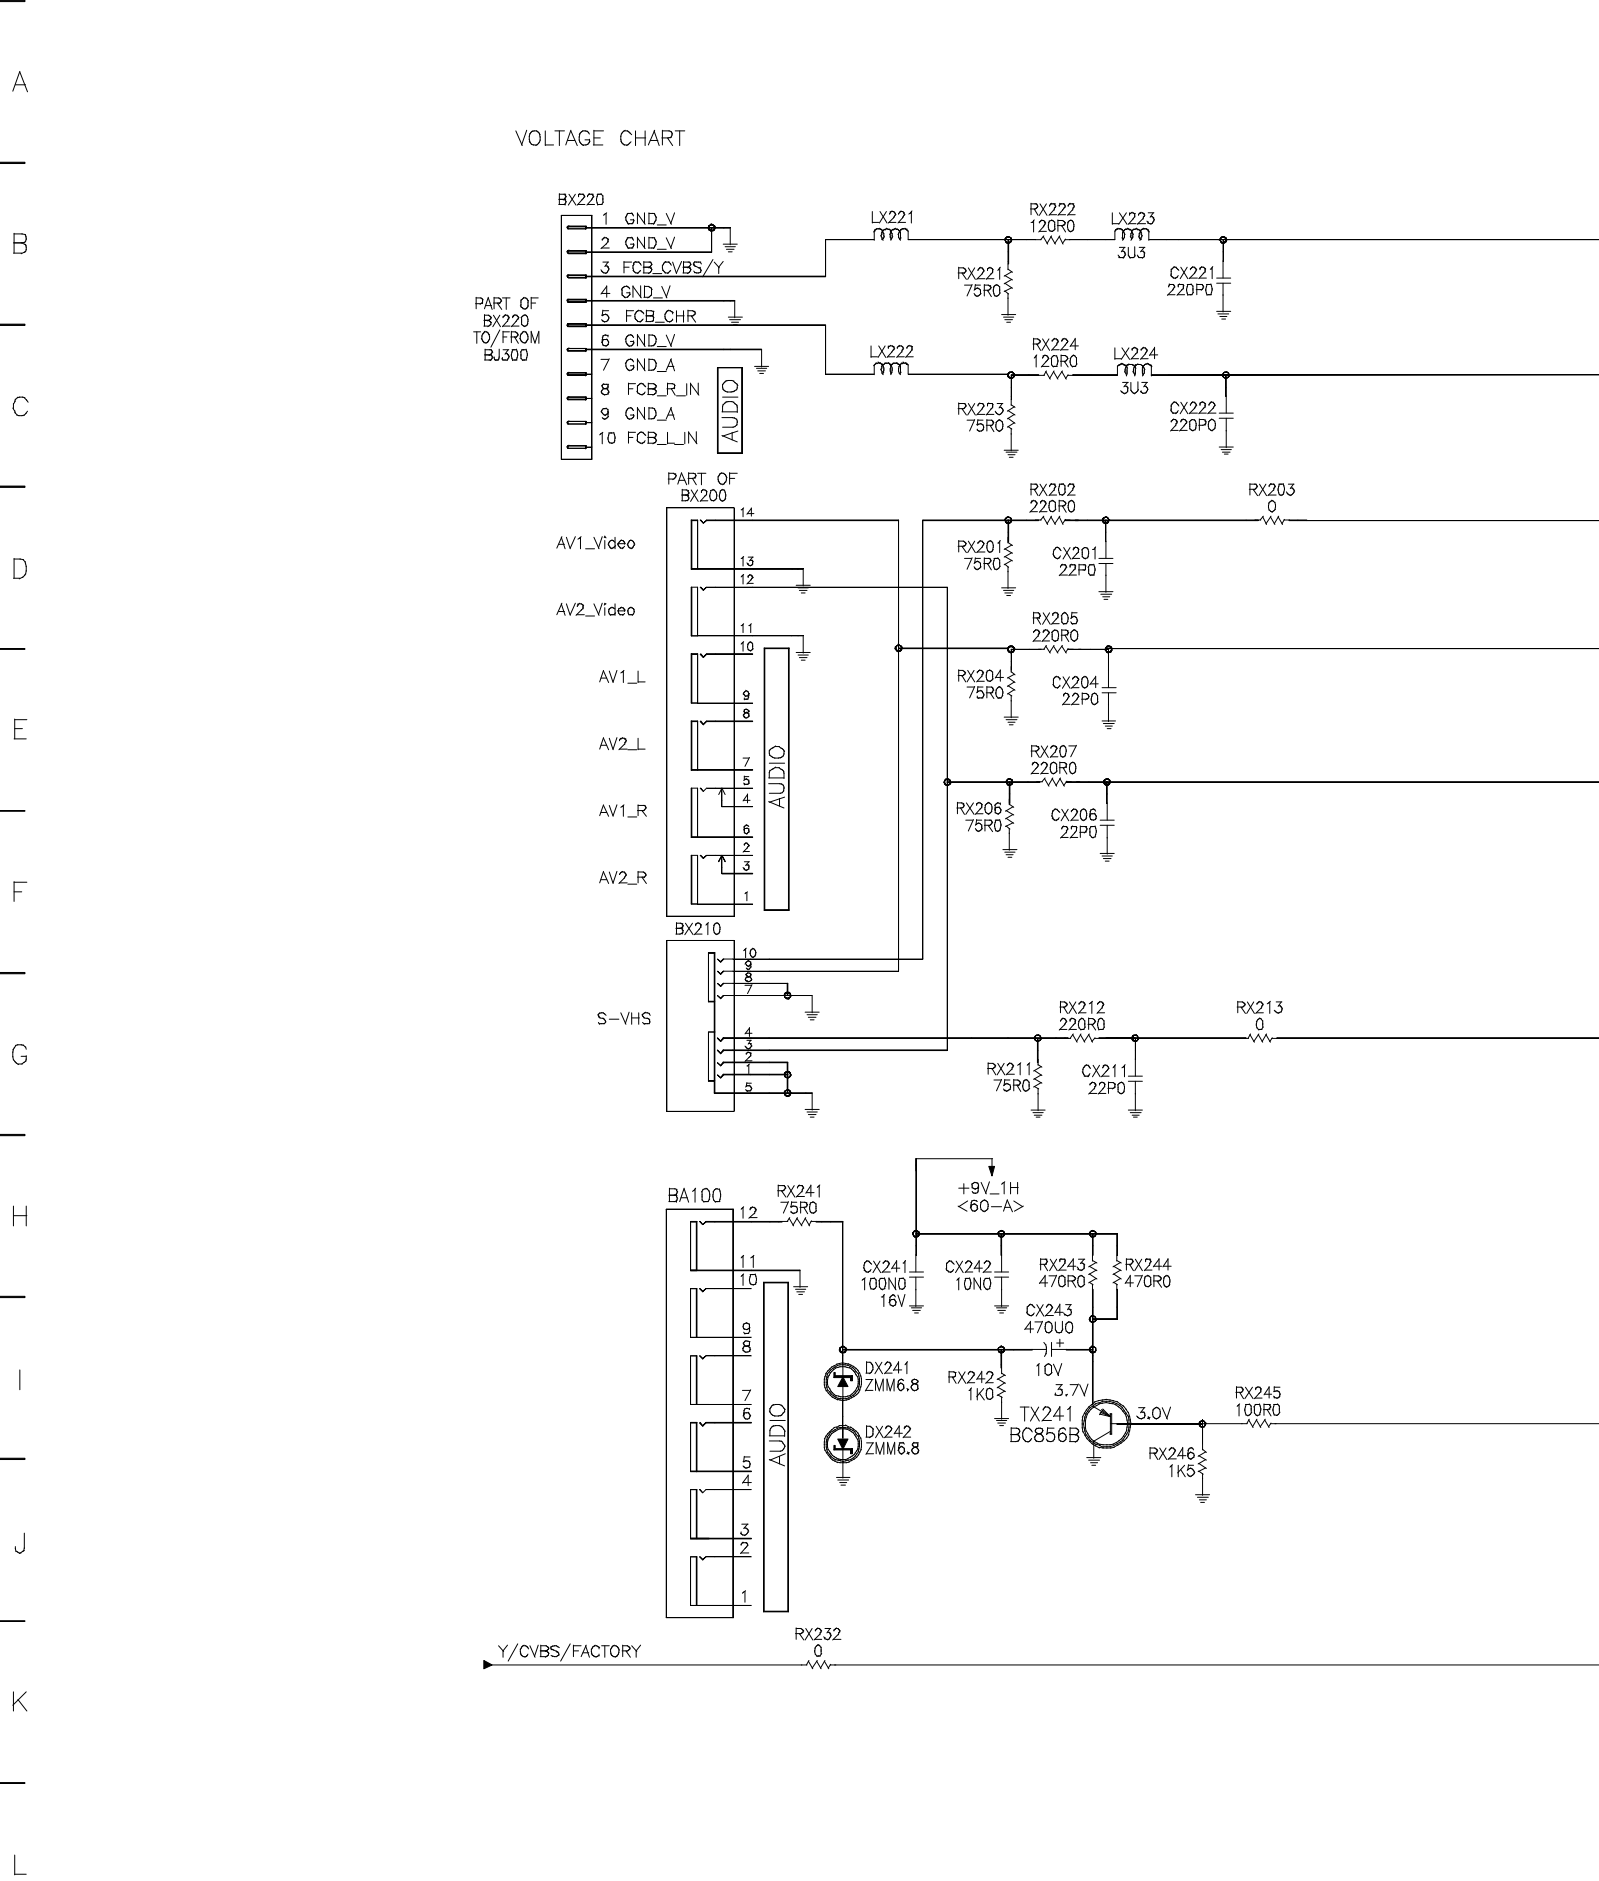 A
VOLTAGE CHART
B
BX220
1 GND_V
2 GND_V
3 FCB_CVBS/Y
4 GND_V
5 FCB_CHR
6 GND_V
7 GND_A
8 FCB_R_IN
9 GND_A
10 FCB_L_IN
PART OF
BX220
TO/FROM
BJ300
AUDIO
LX221
RX222
120R0
LX223
3U3
RX221
75R0
CX221
220P0
LX222
RX224
120R0
LX224
3U3
C
RX223
75R0
CX222
220P0
PART OF
BX200
14
AV1_Video
13
12
AV2_Video
11
10
AV1_L
9
8
AV2_L
7
5
4
AV1_R
6
2
3
AV2_R
1
AUDIO
RX202
220R0
RX203
0
D
RX201
75R0
CX201
22P0
RX205
220R0
RX204
75R0
CX204
22P0
E
RX207
220R0
RX206
75R0
CX206
22P0
F
BX210
10
9
8
7
S-VHS
4
3
2
1
5
G
RX212
220R0
RX213
0
RX211
75R0
CX211
22P0
H
BA100
12
11
10
9
8
7
6
5
4
3
2
1
AUDIO
RX241
75R0
+9V_1H
<60-A>
CX241
100N0
16V
CX242
10N0
RX243
470R0
RX244
470R0
CX243
470U0
10V
I
DX241
ZMM6.8
RX242
1K0
3.7V
TX241
BC856B
3.0V
RX245
100R0
DX242
ZMM6.8
RX246
1K5
J
Y/CVBS/FACTORY
RX232
0
K
L